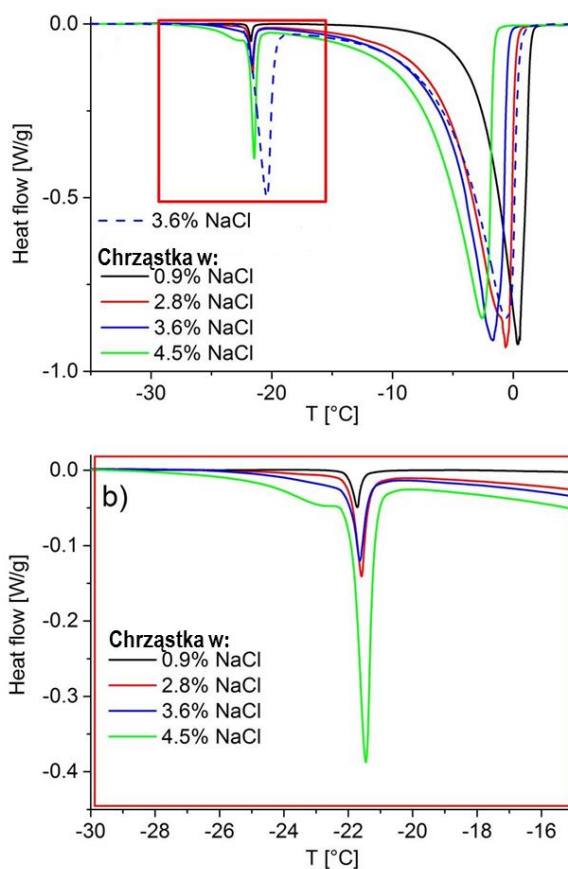 0.0
-0.5
-1.0
Heat flow [W/g]
3.6% NaCl
Chrząstka w:
0.9% NaCl
2.8% NaCl
3.6% NaCl
4.5% NaCl
-30 -20 -10 0
T [°C]
b)
0.0
-0.1
-0.2
-0.3
-0.4
Heat flow [W/g]
Chrząstka w:
0.9% NaCl
2.8% NaCl
3.6% NaCl
4.5% NaCl
-30 -28 -26 -24 -22 -20 -18 -16
T [°C]